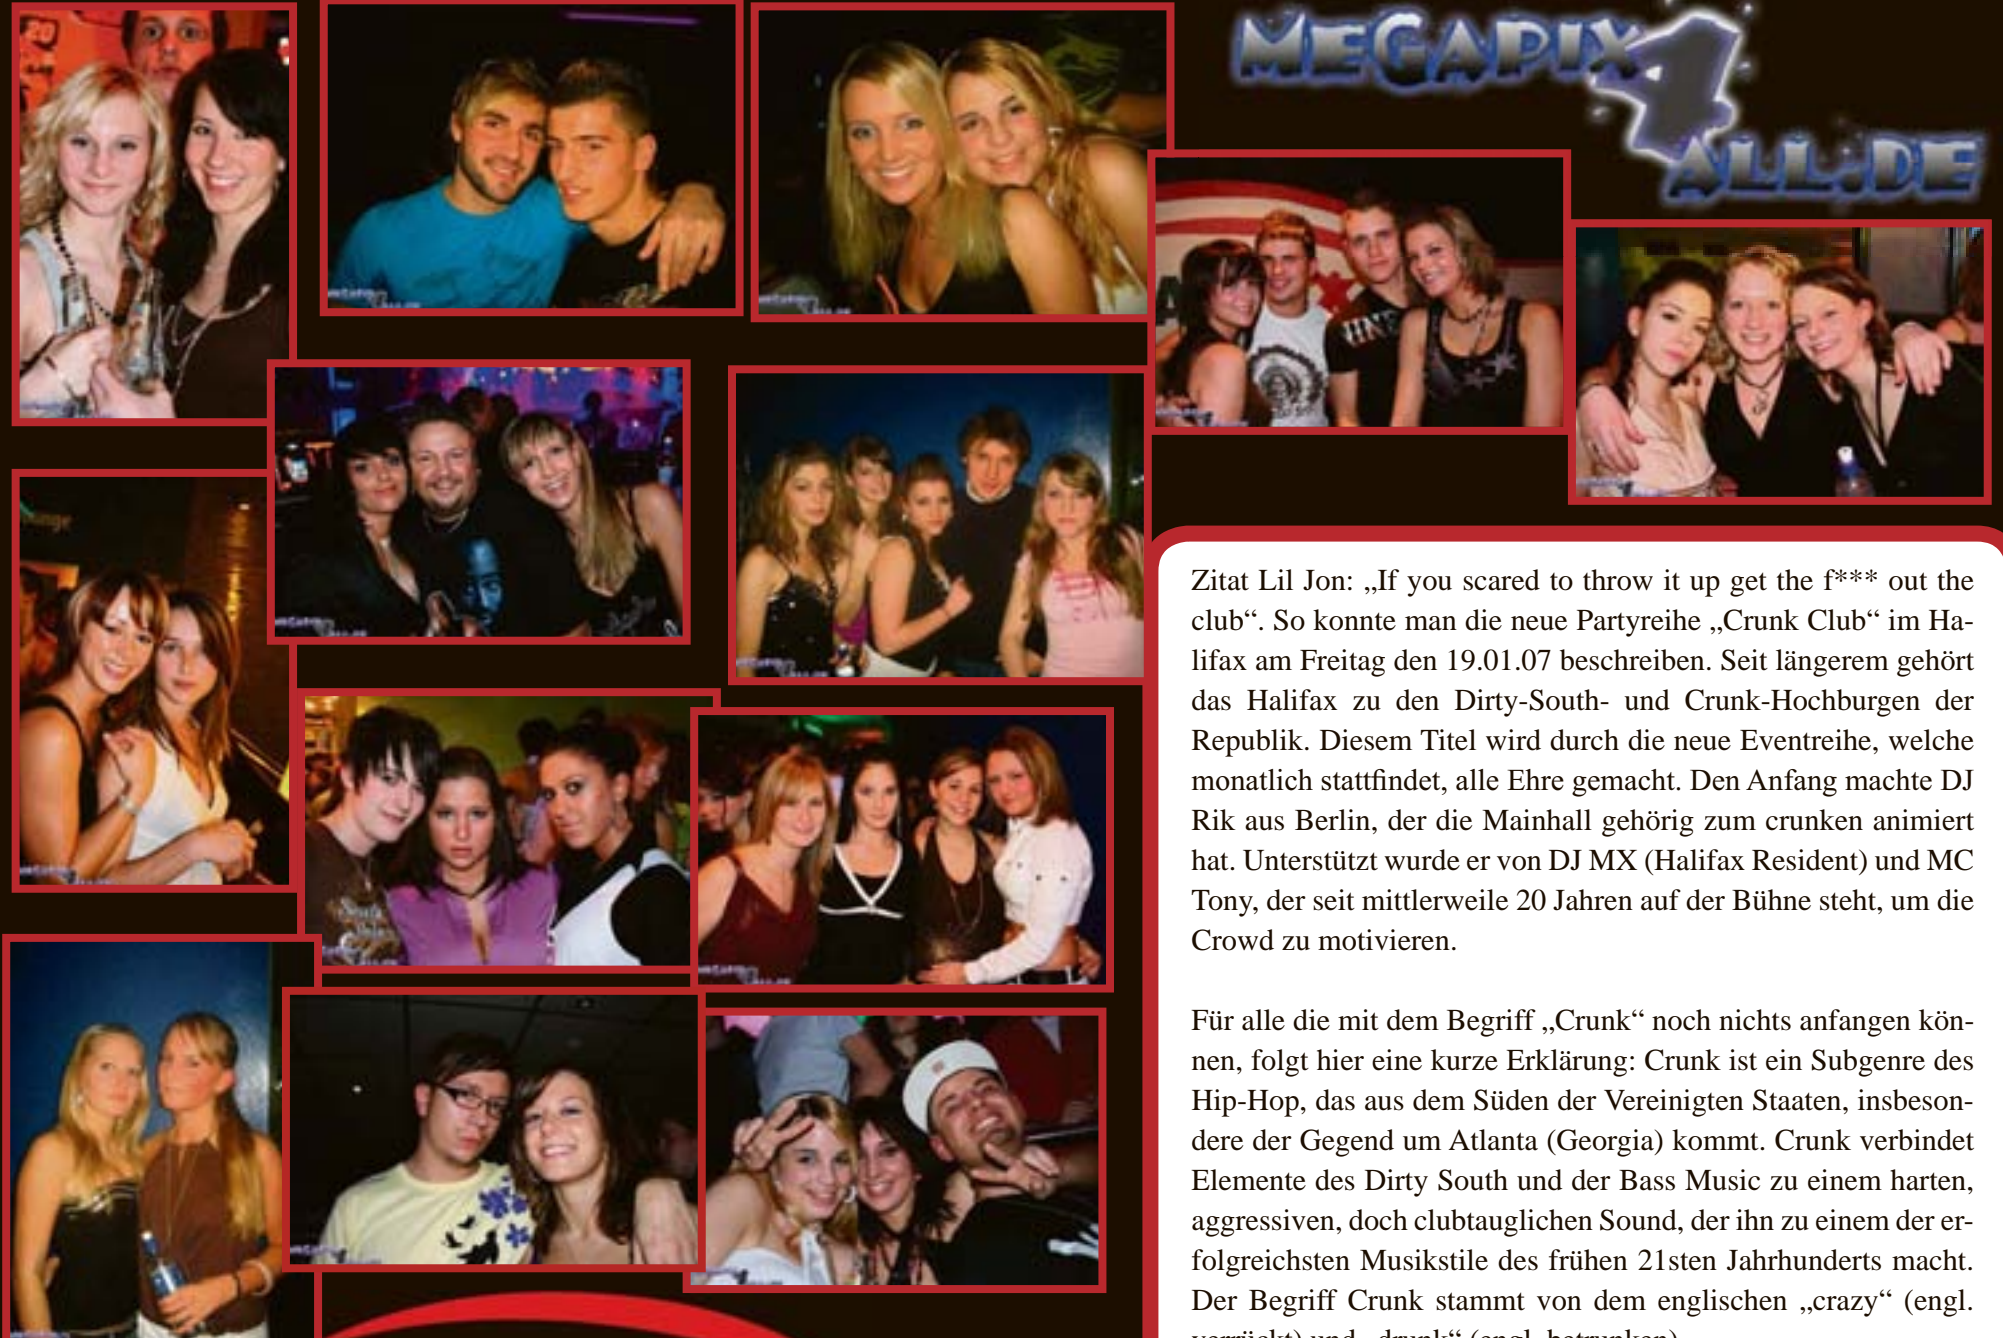 MEGAPIX4
ALL.DE
Zitat Lil Jon: „If you scared to throw it up get the f*** out the
club“. So konnte man die neue Partyreihe „Crunk Club“ im Ha-
lifax am Freitag den 19.01.07 beschreiben. Seit längerem gehört
das Halifax zu den Dirty-South- und Crunk-Hochburgen der
Republik. Diesem Titel wird durch die neue Eventreihe, welche
monatlich stattfindet, alle Ehre gemacht. Den Anfang machte DJ
Rik aus Berlin, der die Mainhall gehörig zum crunken animiert
hat. Unterstützt wurde er von DJ MX (Halifax Resident) und MC
Tony, der seit mittlerweile 20 Jahren auf der Bühne steht, um die
Crowd zu motivieren.
Für alle die mit dem Begriff „Crunk“ noch nichts anfangen kön-
nen, folgt hier eine kurze Erklärung: Crunk ist ein Subgenre des
Hip-Hop, das aus dem Süden der Vereinigten Staaten, insbeson-
dere der Gegend um Atlanta (Georgia) kommt. Crunk verbindet
Elemente des Dirty South und der Bass Music zu einem harten,
aggressiven, doch clubtauglichen Sound, der ihn zu einem der er-
folgreichsten Musikstile des frühen 21sten Jahrhunderts macht.
Der Begriff Crunk stammt von dem englischen „crazy“ (engl.
verrückt) und „drunk“ (engl. betrunken)